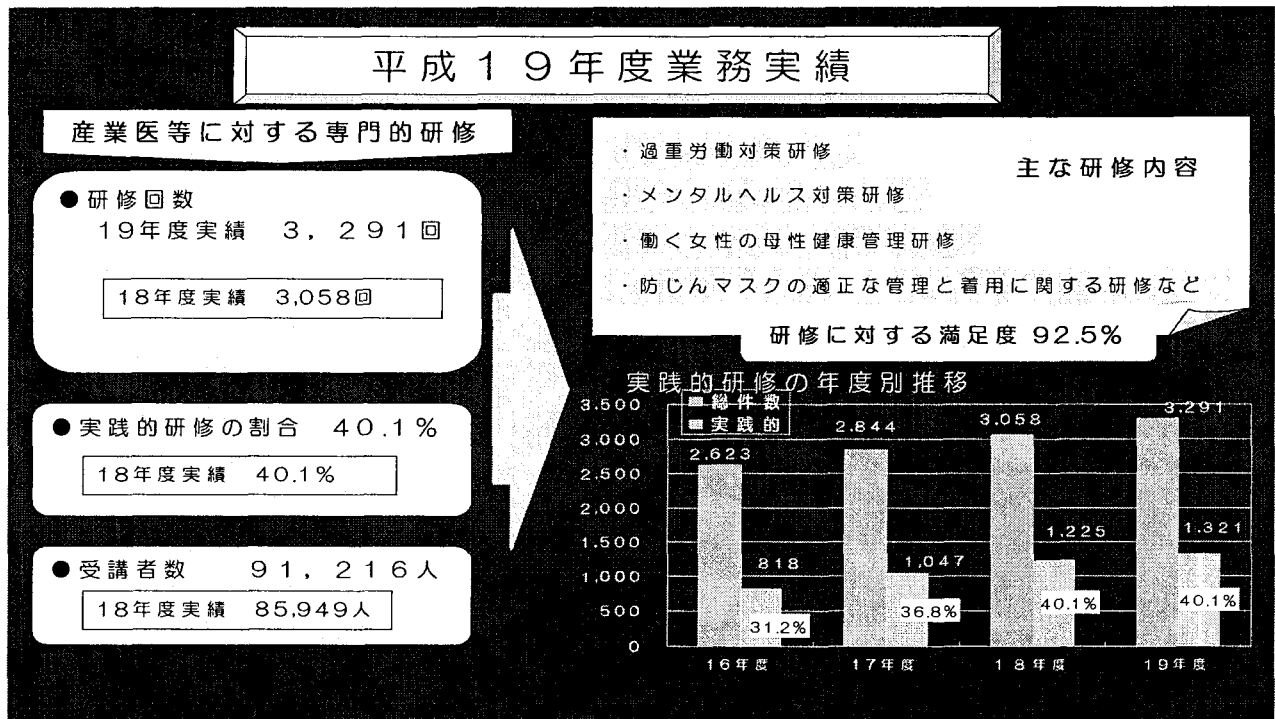 平成19年度業務実績
産業医等に対する専門的研修
●研修回数
19年度実績 3,291回
18年度実績 3,058回
●実践的研修の割合 40.1%
18年度実績 40.1%
●受講者数 91,216人
18年度実績 85,949人
主な研修内容
・過重労働対策研修
・メンタルヘルス対策研修
・働く女性の母性健康管理研修
・防じんマスクの適正な管理と着用に関する研修など
研修に対する満足度 92.5%
実践的研修の年度別推移
総件数
実践的
3,500
3,000
2,500
2,000
1,500
1,000
500
0
2,623
818
31.2%
2,844
1,047
36.8%
3,058
1,225
40.1%
3,291
1,321
40.1%
16年度 17年度 18年度 19年度